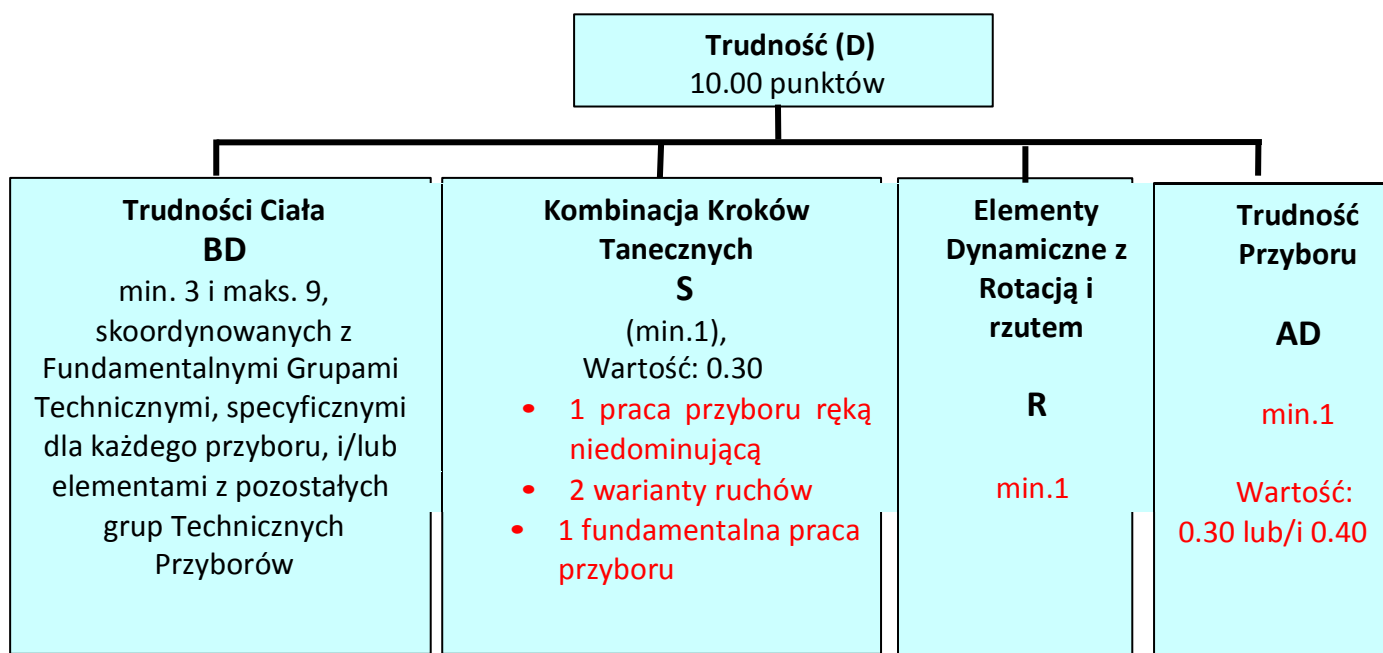 Trudność (D)
10.00 punktów
Trudności Ciała
BD
min. 3 i maks. 9,
skoordynowanych z
Fundamentalnymi Grupami
Technicznymi, specyficznymi
dla każdego przyboru, i/lub
elementami z pozostałych
grup Technicznych
Przyborów
Kombinacja Kroków
Tanecznych
S
(min.1),
Wartość: 0.30
• 1 praca przyboru ręką
niedominującą
• 2 warianty ruchów
• 1 fundamentalna praca
przyboru
Elementy
Dynamiczne z
Rotacją i
rzutem
R
min.1
Trudność
Przyboru
AD
min.1
Wartość:
0.30 lub/i 0.40